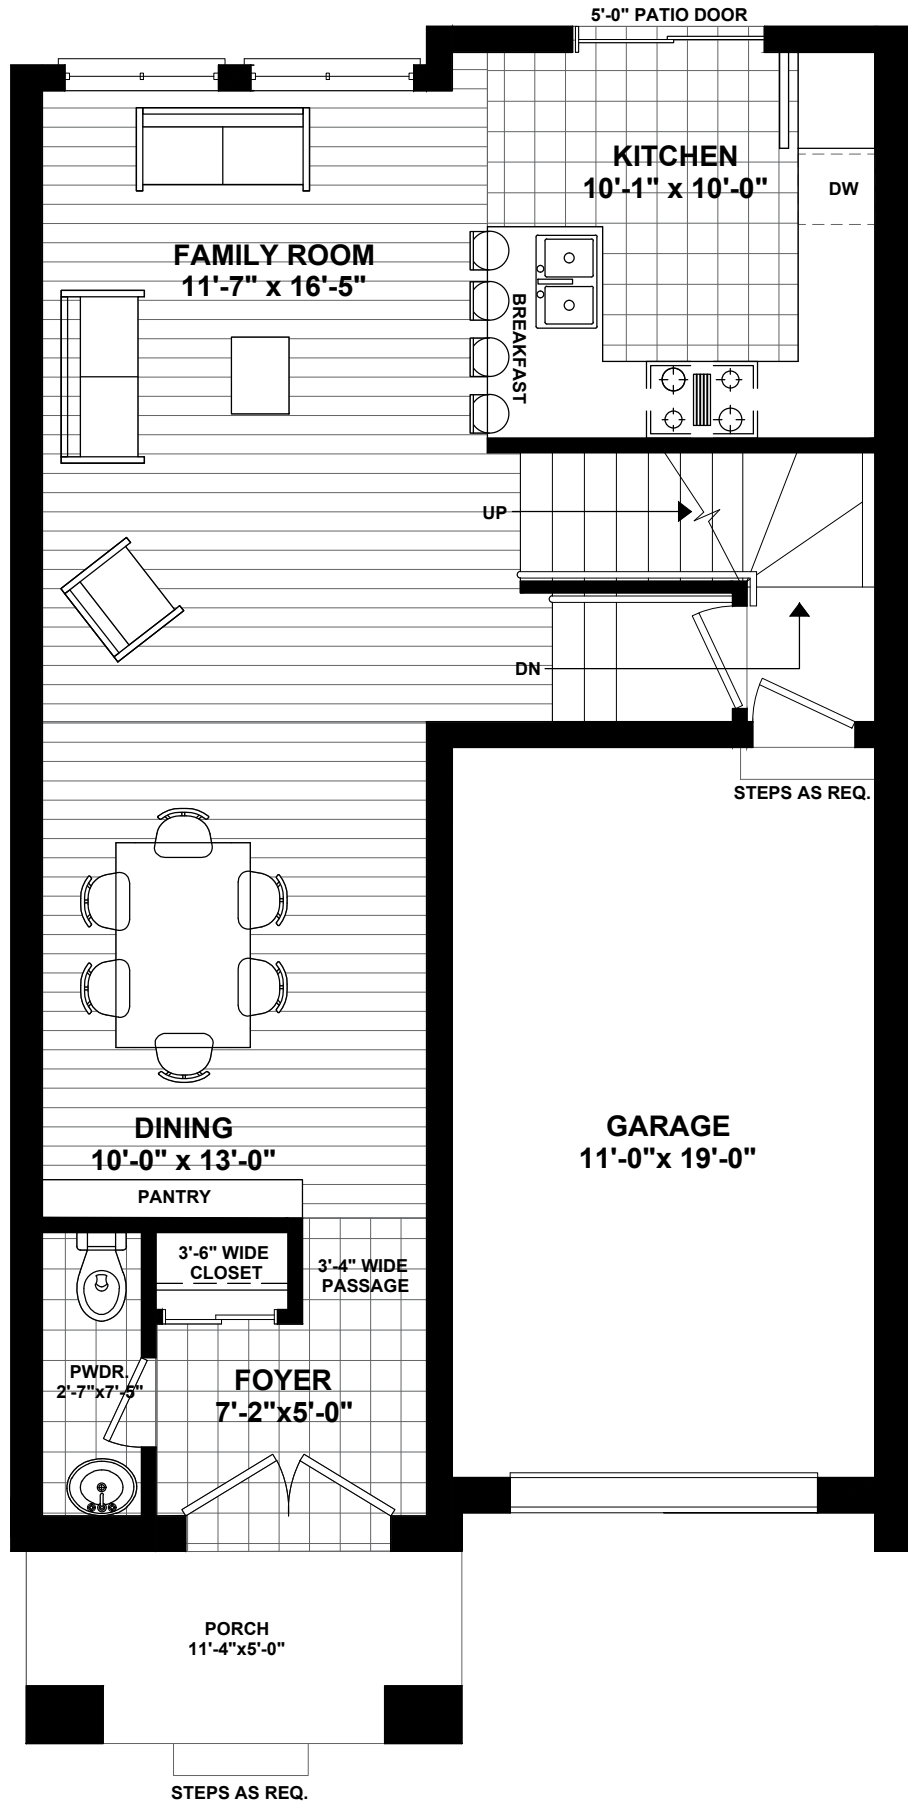 5'-0" PATIO DOOR
KITCHEN
10'-1" x 10'-0"
DW
FAMILY ROOM
11'-7" x 16'-5"
BREAKFAST
UP
DN
STEPS AS REQ.
DINING
10'-0" x 13'-0"
PANTRY
GARAGE
11'-0"x 19'-0"
3'-6" WIDE
CLOSET
3'-4" WIDE
PASSAGE
PWDR.
2'-7"x7'-5"
FOYER
7'-2"x5'-0"
PORCH
11'-4"x5'-0"
STEPS AS REQ.